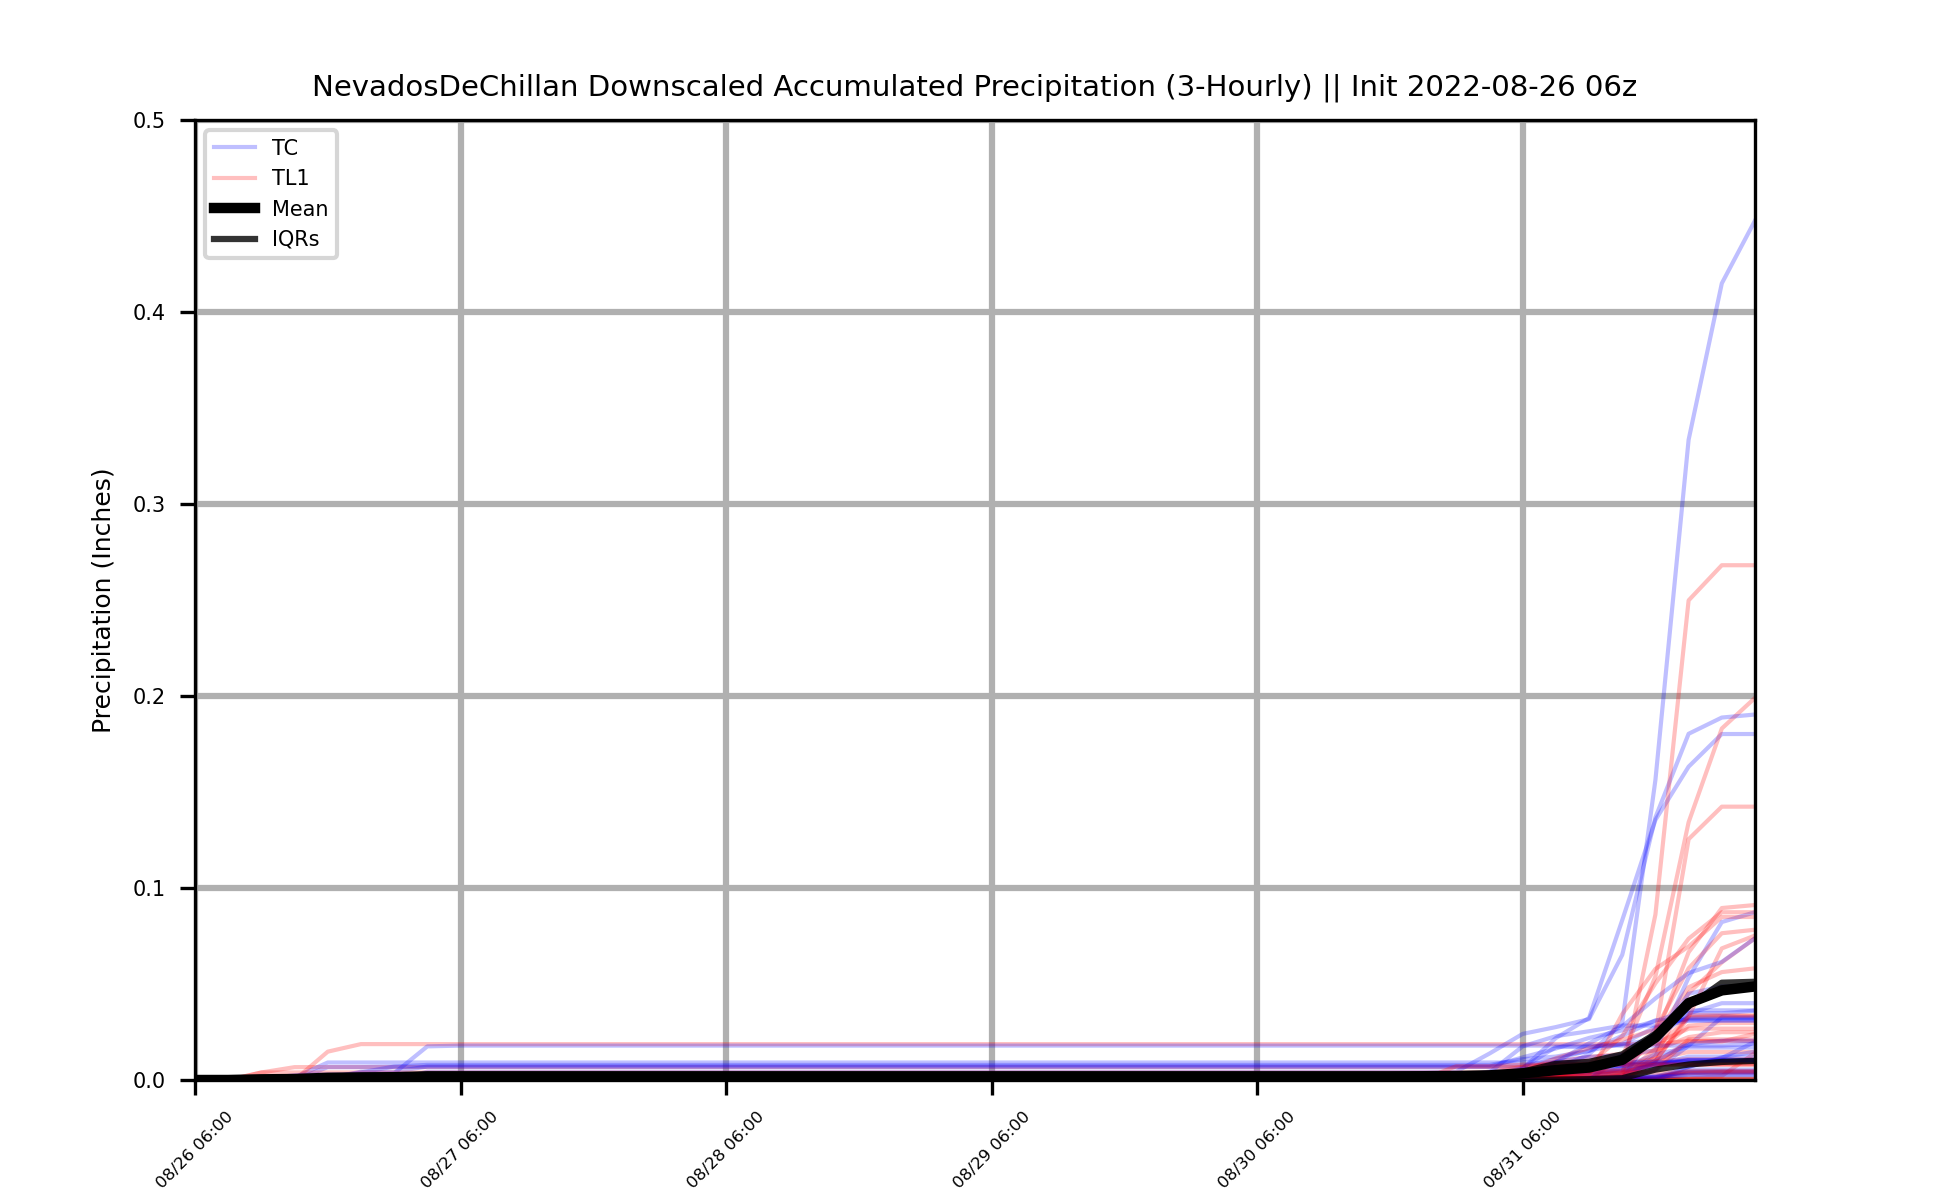 NevadosDeChillan Downscaled Accumulated Precipitation (3-Hourly) || Init 2022-08-26 06z
TC
TL1
Mean
IQRs
Precipitation (Inches)
0.5
0.4
0.3
0.2
0.1
0.0
08/26 06:00
08/27 06:00
08/28 06:00
08/29 06:00
08/30 06:00
08/31 06:00